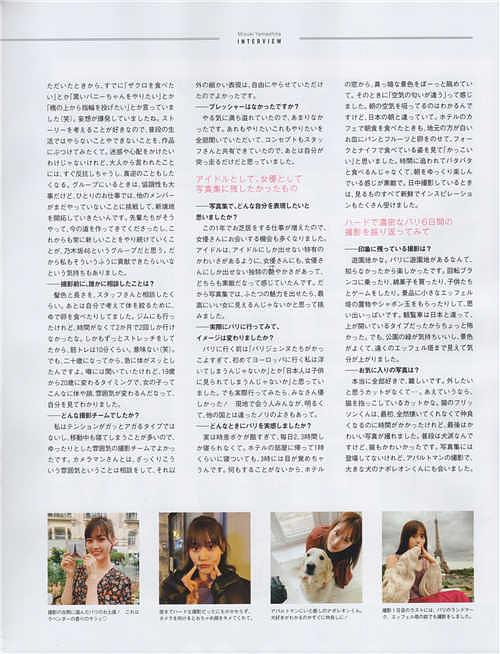 Mizuki Yamashita
INTERVIEW
ただいたときから、すでに「ザクロを食べた
い」とか「黒いバニーちゃんをやりたい」とか
「橋の上から指輪を投げたい」とか言っていま
した(笑)。妄想が爆発していましたね。スト
ーリーを考えることが好きなので、普段の生
活ではやらないことやできないことを、作品
にぶつけてみたくて。迷惑や心配をかけたい
わけじゃないけれど、大人から言われたこと
には、すぐ反抗しちゃうし、真逆のこともした
くなる。グループにいるときは、協調性も大
事だけど、ひとりのお仕事では、他のメンバー
がまだやっていないことに挑戦して、新境地
を開拓していきたいんです。先輩たちがそう
やって、今の道を作ってきてくださったし、こ
れからも常に新しいことをやり続けていくこ
とが、乃木坂46というグループだと思う。だ
から私もそういうふうに貢献できたらいいな
という気持ちもありました。
──撮影前に、誰かに相談したことは?
髪色と長さを、スタッフさんと相談したく
らい。あとは自分で考えて体を絞るために、
命で卵を食べたりしてました。ジムにも行っ
たけれど、時間がなくて2か月で2回しか行け
なかったな。しかもずっとストレッチをして
たから、筋トレは10分くらい。意味ない(笑)。
でも、二十歳になってから、急に体がスッとし
たんですよ。噂には聞いていたけれど、19歳
から20歳に変わるタイミングで、女の子って
こんなに体や顔、雰囲気が変わるんだなって、
自分を見てわかりました。
──どんな撮影チームでしたか?
私はテンションがガっとアガるタイプでは
ないし、移動中も寝てしまうことが多いので、
ゆったりとした雰囲気の撮影チームでよかっ
たです。カメラマンさんとは、ざっくりこう
いう雰囲気ということは相談をして、それ以
外の細かい表現は、自由にやらせていただけ
たのでよかったです。
──プレッシャーはなかったですか?
やる気に満ち溢れていたので、あまりなか
ったです。あれもやりたいこれもやりたいを
全部聞いていただいて、コンセプトもスタッ
フさんと共有できていたので、あとは自分が
突っ走るだけだと思っていました。
アイドルとして、女優として
写真集に残したかったもの
──写真集で、どんな自分を表現したいと
思いましたか?
この1年でお芝居をする仕事が増えたので、
女優さんにお会いする機会も多くなりました。
アイドルは、アイドルにしか出せない特有の
かわいさがあるように、女優さんにも、女優さ
んにしか出せない独特の艶やかさがあって、
どちらも素敵だなって感じていたんです。だ
から写真集では、ふたつの魅力を出せたら、最
高にいい女に見えるんじゃないかと思って挑
みました。
──実際にパリに行ってみて、
イメージは変わりましたか?
パリに行く前は「パリジェンヌたちがかっ
こよすぎて、初めてヨーロッパに行く私は浮
いてしまうんじゃないか」とか「日本人は子供
に見られてしまうんじゃないか」と思ってい
ました。でも実際行ってみたら、みなさん優
しかった! 現地で会う人みんなが、明るく
て、他の国とは違ったノリのよさもあって。
──どんなときにパリを実感しましたか?
実は時差ボケが酷すぎて、毎日2、3時間し
か寝られなくて。ホテルの部屋に帰って1時
くらいに寝ついても、3時には目が覚めちゃ
うんです。何もすることがないから、ホテル
の窓から、真っ暗な景色をぼーっと眺めてい
て。そのときに「空気の匂いが違う」って感じ
ました。朝の空気を吸ってるのはわかるんで
すけど、日本の朝と違っていて。ホテルのカ
フェで朝食を食べたときも、地元の方が白い
お皿にパンとフルーツと卵をのせて、フォー
クとナイフで食べている姿を見て「かっこい
い」と思いました。時間に追われてバタバタ
と食べるんじゃなくて、朝をゆっくり楽しん
でいる感じが素敵で。日中撮影しているとき
は、見るものすべて新鮮でインスピレーショ
ンもたくさん受けました。
ハードで濃密なパリ6日間の
撮影を振り返ってみて
──印象に残っている撮影は?
遊園地かな。パリに遊園地があるなんて、
知らなかったから楽しかったです。回転ブラ
ンコに乗ったり、綿菓子を買ったり、子供たち
とゲームをしたり。景品に小さなエッフェル
塔の置物やシャボン玉をもらったりして、思
い出いっぱいです。観覧車は日本と違って、
上が開いているタイプだったからちょっと怖
かった。でも、公園の緑が気持ちいいし、景色
がよくて、遠くのエッフェル塔まで見えて気
分が上がりました。
──お気に入りの写真は?
本当に全部好きで、難しいです。外したい
と思うカットがなくて…。あえていうなら、
猫を抱っこしているカットかな。猫のフリッ
ソンくんは、最初、全然懐いてくれなくて仲良
くなるのに時間がかかったけれど、最後はか
わいい写真が撮れました。普段は犬派なんで
すけど、猫もかわいかったです。写真集には
登場してないけれど、アパルトマンの撮影で、
大きな犬のナポレオンくんにも会いました。
撮影の合間に選んだパリのお土産! これは
ラベンダーの香りのサシェ♡
夜までハードな撮影だったにもかかわらず、
カメラを向けるとおちゃめ顔をキメてくれて。
アパルトマンにいた癒しのナポレオンくん。
犬好きがわかるのかすぐに仲良しに!
撮影1日目のラストには、パリのランドマー
ク、エッフェル塔の前でも撮影をしました。